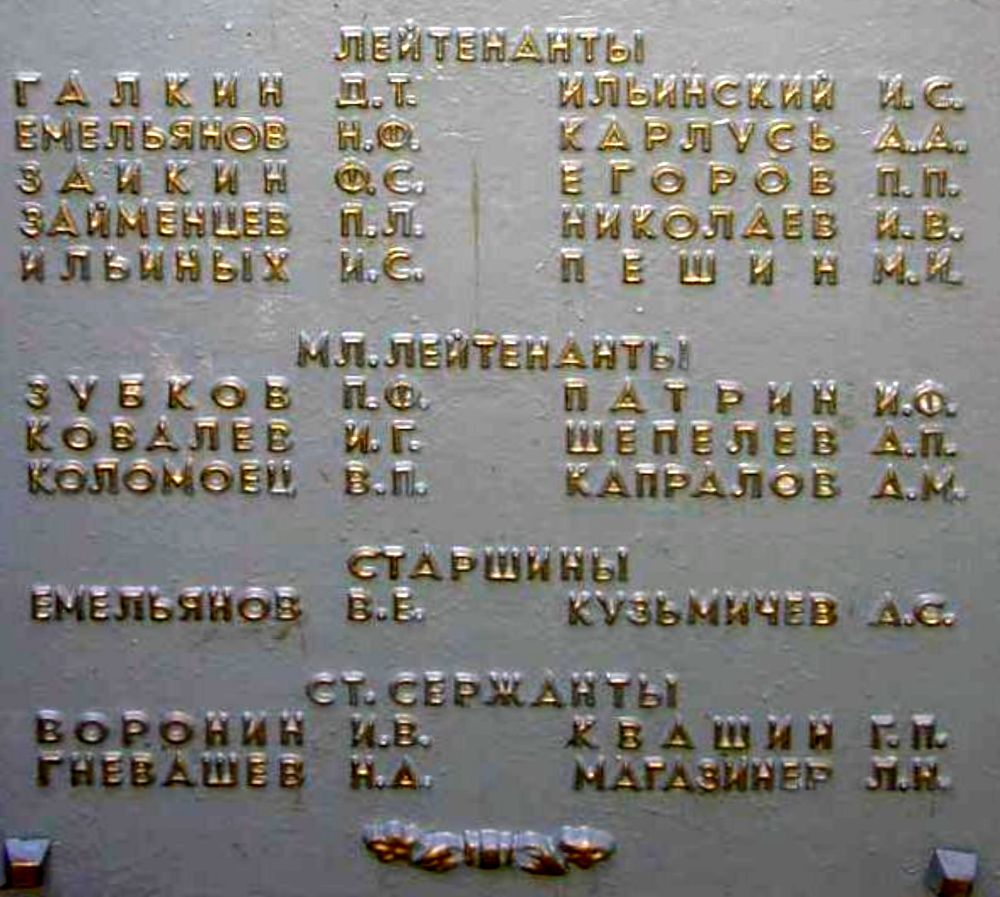 ЛЕЙТЕНАНТЫ
ГАЛКИН Д.Т. ИЛЬИНСКИЙ И.С.
ЕМЕЛЬЯНОВ Н.Ф. КАРЛУСЬ А.А.
ЗАИКИН Ф.С. ЕГОРОВ П.П.
ЗАЙМЕНЦЕВ П.Л. НИКОЛАЕВ И.В.
ИЛЬИНЫХ И.С. ПЕШИН М.И.
МЛ.ЛЕЙТЕНАНТЫ
ЗУБКОВ П.Ф. ПАТРИН И.Ф.
КОВАЛЕВ И.Г. ШЕПЕЛЕВ А.П.
КОЛОМОЕЦ В.П. КАПРАЛОВ А.М.
СТАРШИНЫ
ЕМЕЛЬЯНОВ В.Е. КУЗЬМИЧЕВ А.С.
СТ. СЕРЖАНТЫ
ВОРОНИН И.В. КВАШИН Г.П.
ГНЕВАШЕВ Н.А. МАГАЗИНЕР Л.Н.